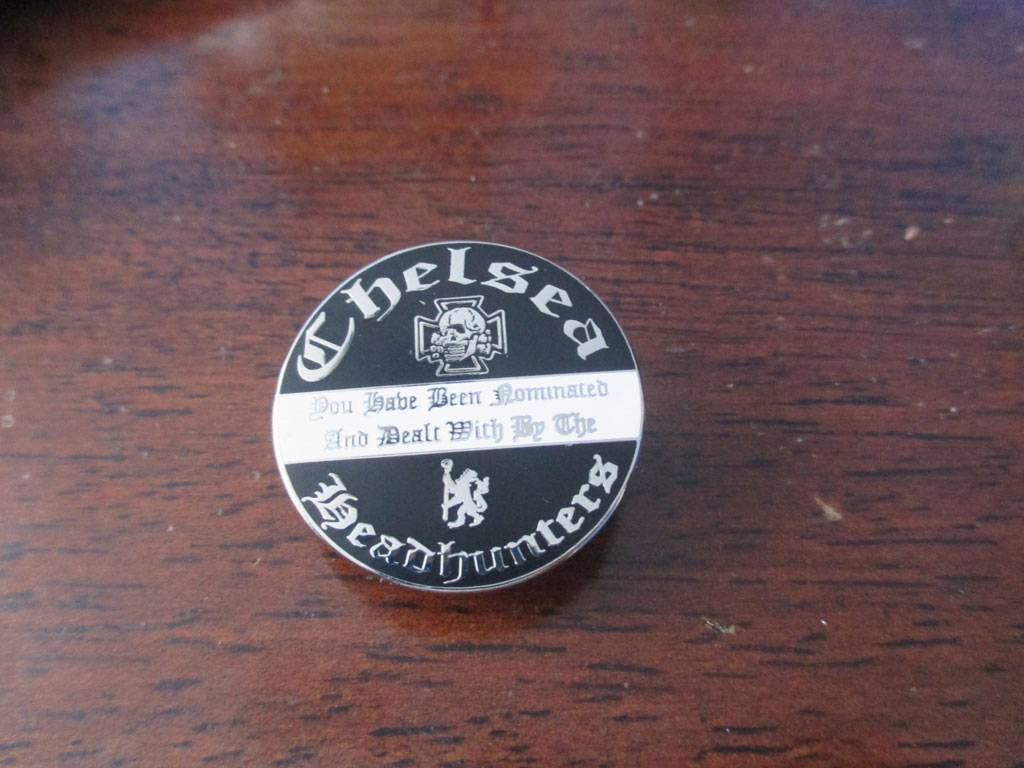 Chelsea
You Have Been Nominated
And Dealt With By The
Headhunters